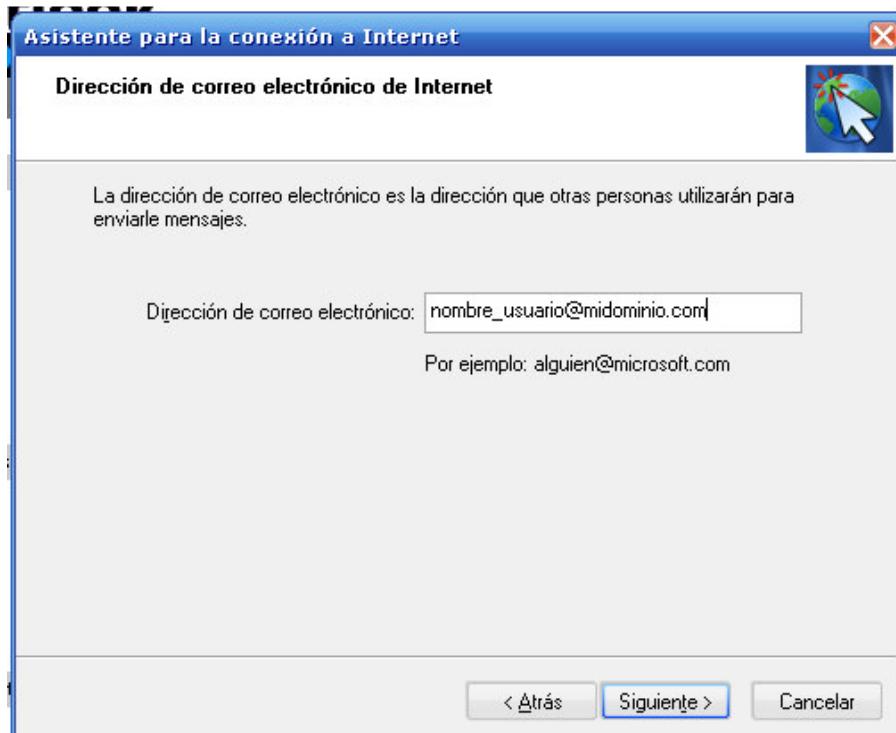 Asistente para la conexión a Internet
Dirección de correo electrónico de Internet
La dirección de correo electrónico es la dirección que otras personas utilizarán para
enviarle mensajes.
Dirección de correo electrónico: nombre_usuario@midominio.com
Por ejemplo: alguien@microsoft.com
< Atrás Siguiente > Cancelar